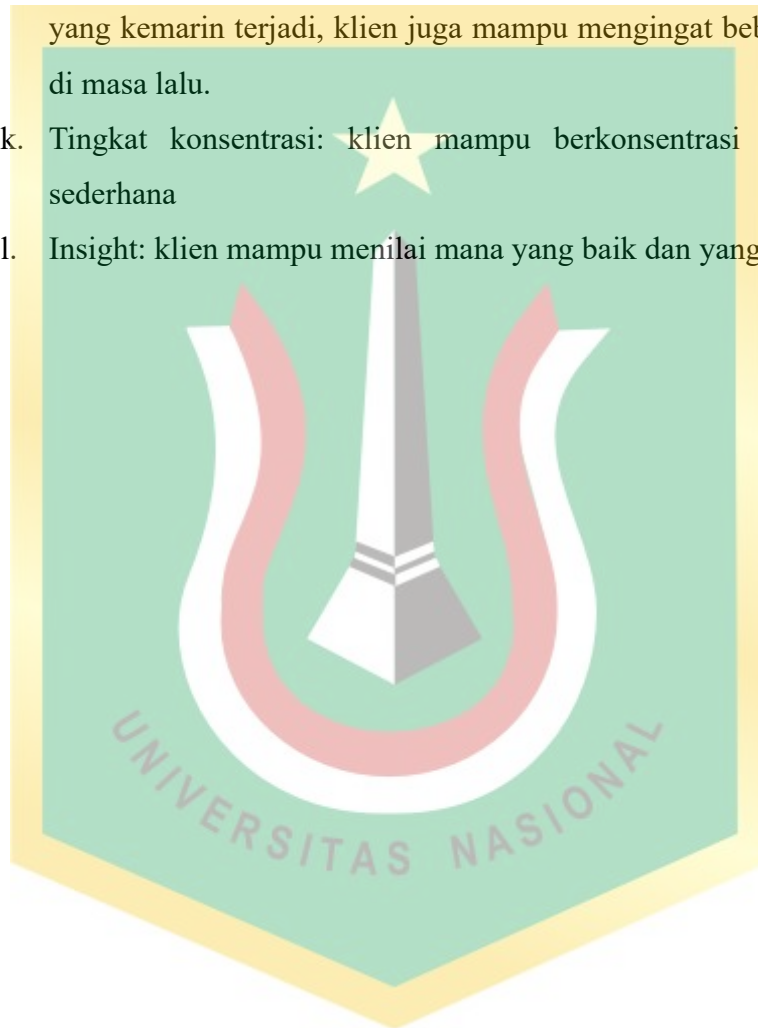 yang kemarin terjadi, klien juga mampu mengingat
di masa lalu.
k. Tingkat konsentrasi: klien mampu berkonsentrasi
sederhana
l. Insight: klien mampu menilai mana yang baik dan yang
UNIVERSITAS NASIONAL